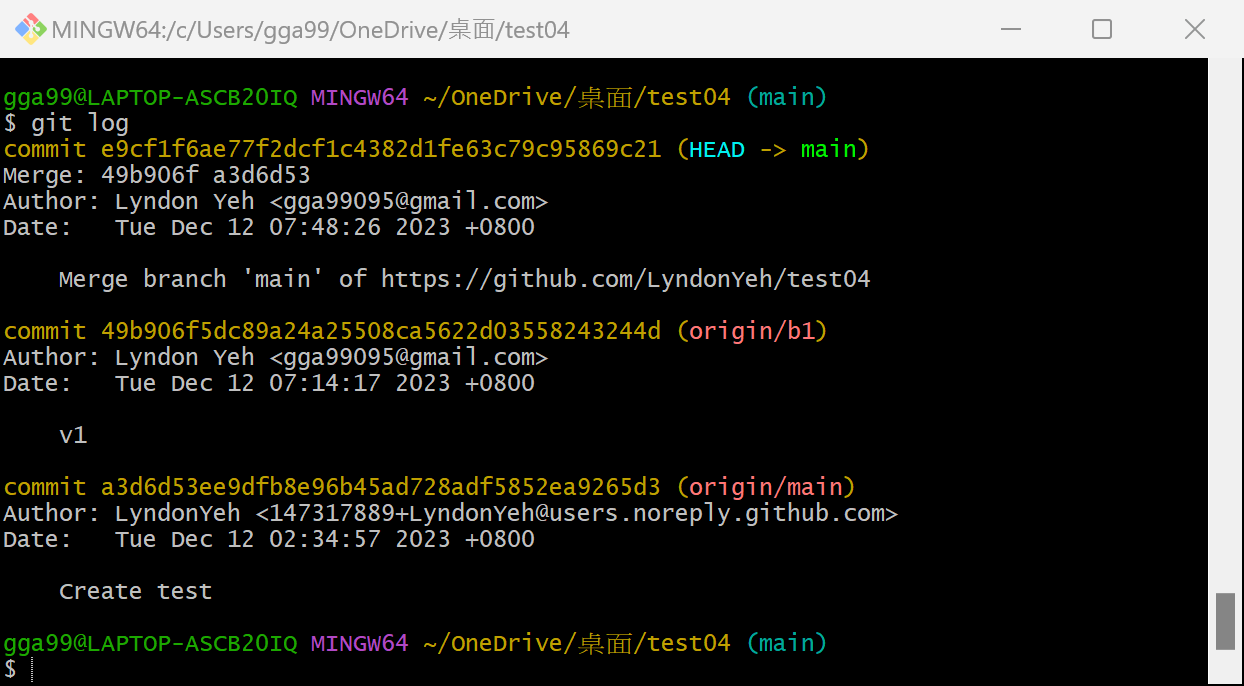 MINGW64:/c/Users/gga99/OneDrive/桌面/test04
gga99@LAPTOP-ASCB2OIQ MINGW64 ~/OneDrive/桌面/test04 (main)
$ git log
commit e9cf1f6ae77f2dcf1c4382d1fe63c79c95869c21 (HEAD -> main)
Merge: 49b906f a3d6d53
Author: Lyndon Yeh <gga99095@gmail.com>
Date:   Tue Dec 12 07:48:26 2023 +0800
    Merge branch 'main' of https://github.com/LyndonYeh/test04
commit 49b906f5dc89a24a25508ca5622d03558243244d (origin/b1)
Author: Lyndon Yeh <gga99095@gmail.com>
Date:   Tue Dec 12 07:14:17 2023 +0800
    v1
commit a3d6d53ee9dfb8e96b45ad728adf5852ea9265d3 (origin/main)
Author: LyndonYeh <147317889+LyndonYeh@users.noreply.github.com>
Date:   Tue Dec 12 02:34:57 2023 +0800
    Create test
gga99@LAPTOP-ASCB2OIQ MINGW64 ~/OneDrive/桌面/test04 (main)
$